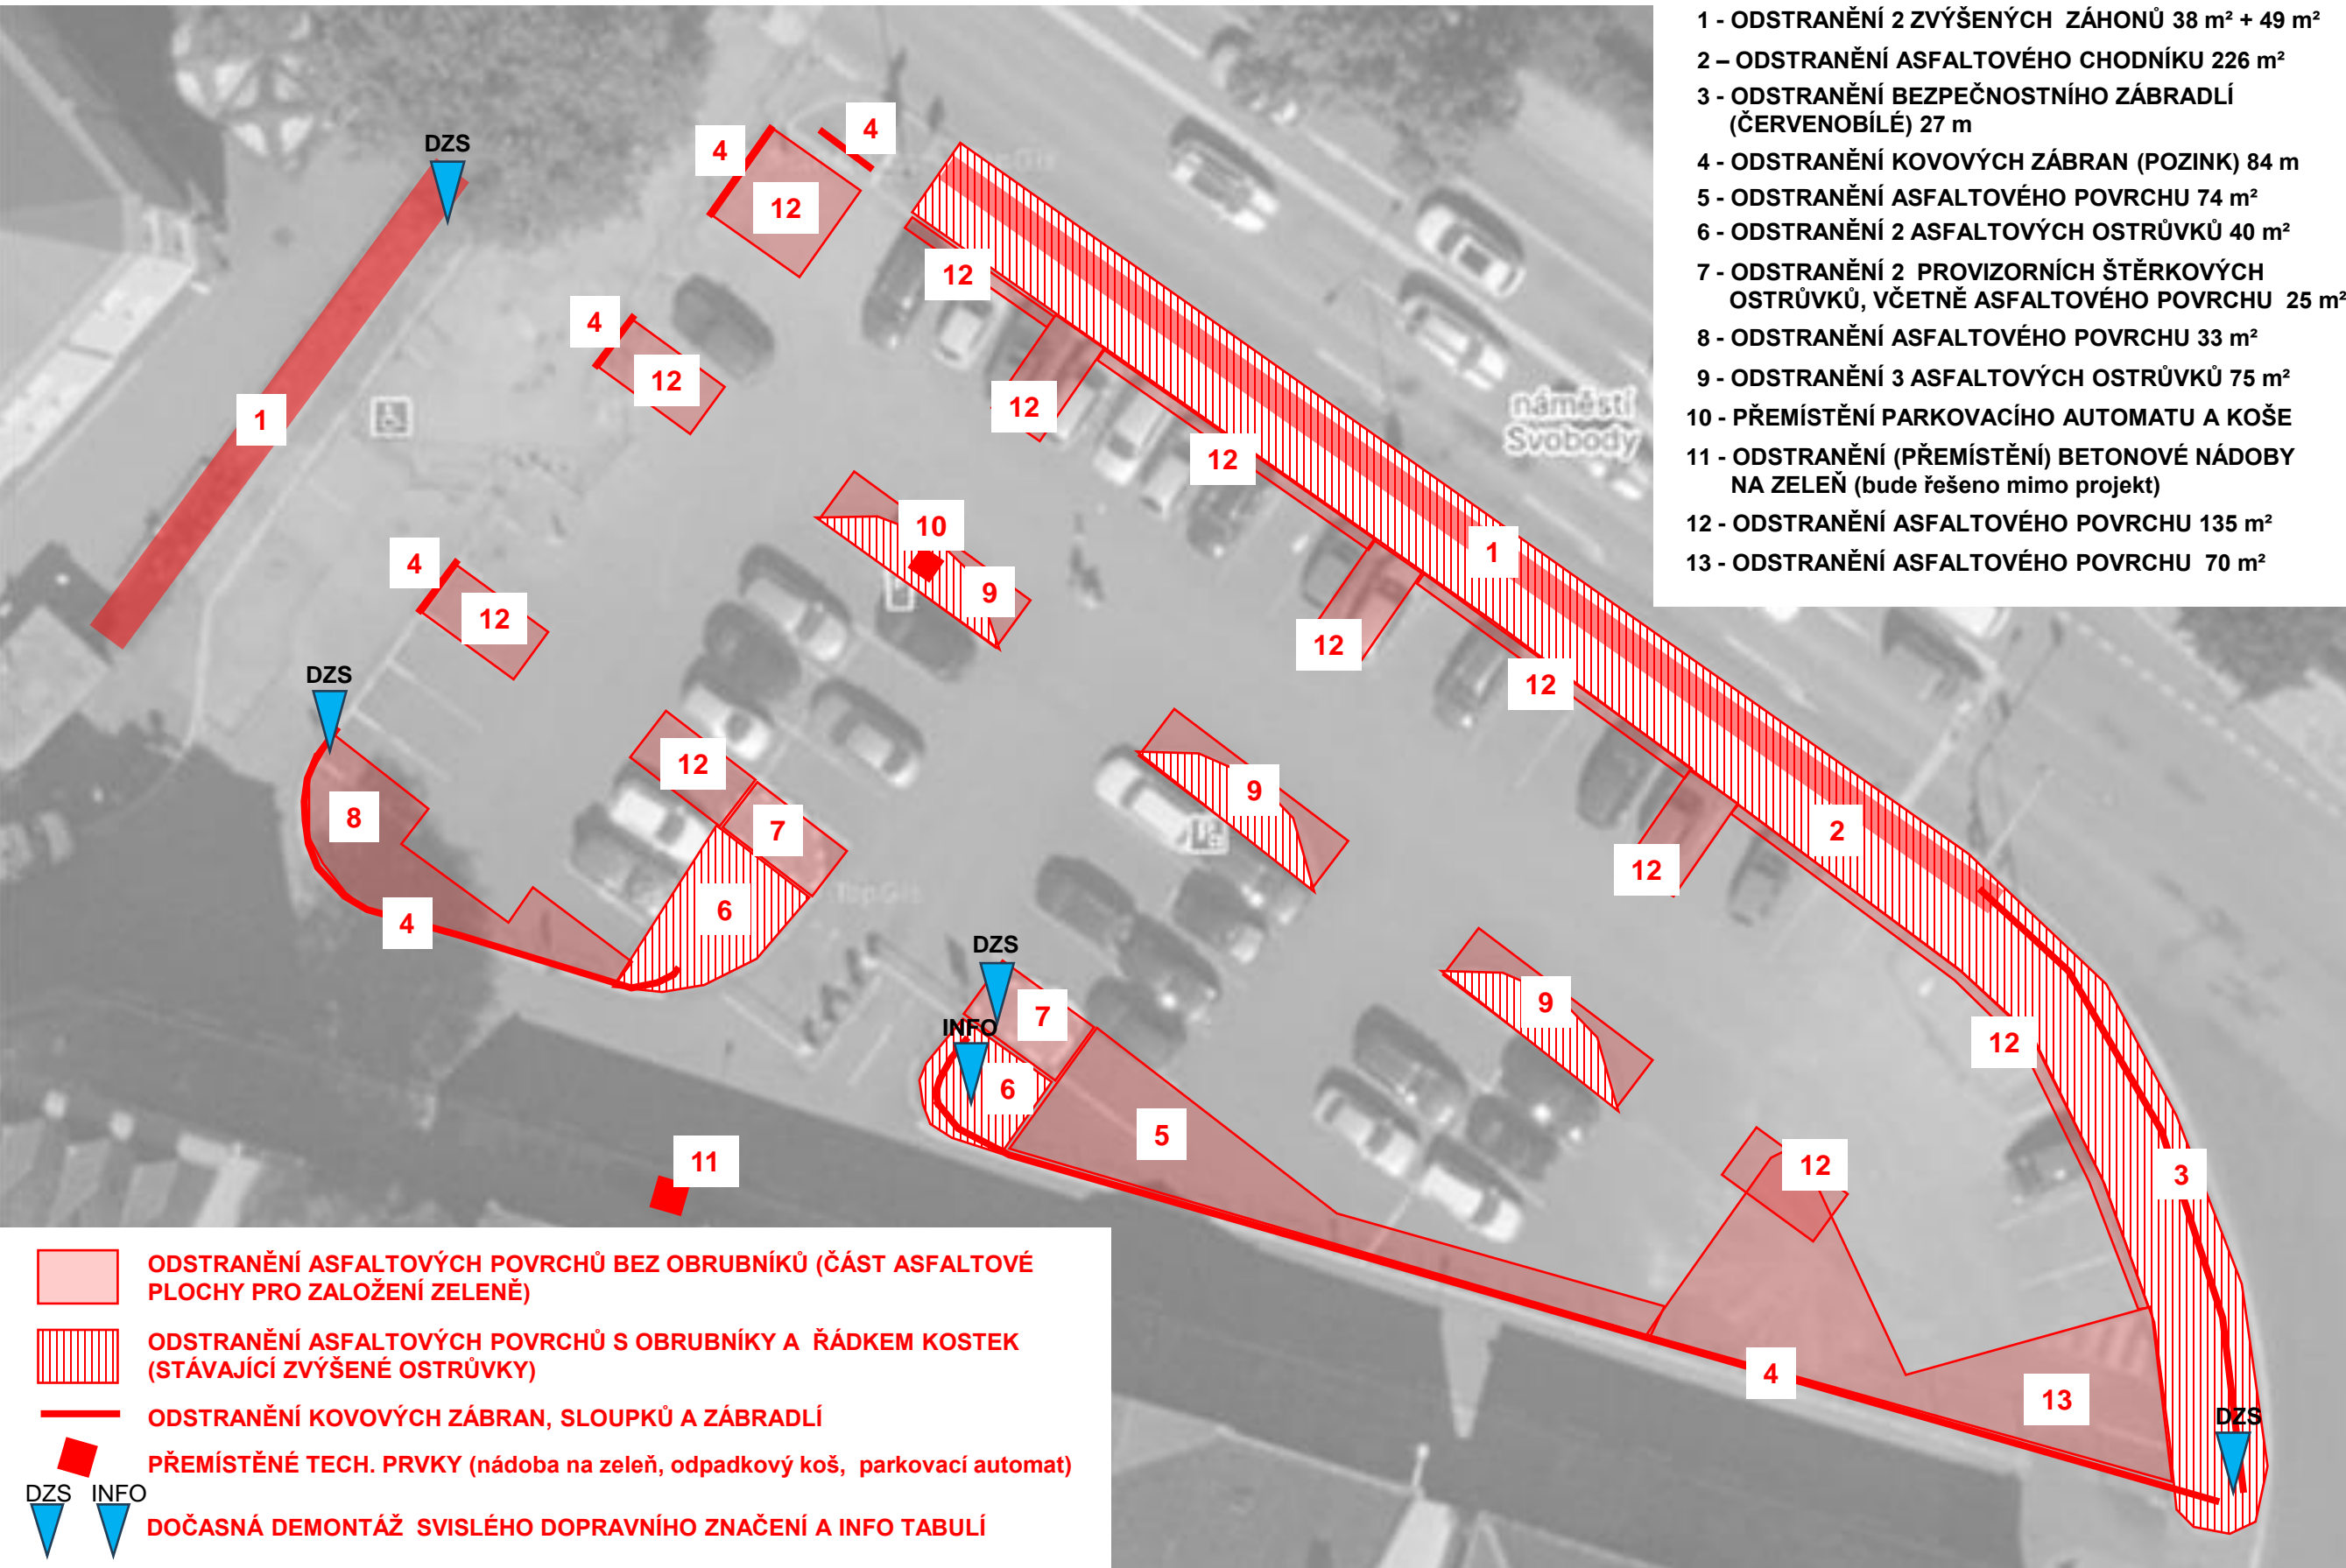 1 - ODSTRANĚNÍ 2 ZVÝŠENÝCH ZÁHONŮ 38 m² + 49 m²
2 – ODSTRANĚNÍ ASFALTOVÉHO CHODNÍKU 226 m²
3 - ODSTRANĚNÍ BEZPEČNOSTNÍHO ZÁBRADLÍ
(ČERVENOBÍLÉ) 27 m
4 - ODSTRANĚNÍ KOVOVÝCH ZÁBRAN (POZINK) 84 m
5 - ODSTRANĚNÍ ASFALTOVÉHO POVRCHU 74 m²
6 - ODSTRANĚNÍ 2 ASFALTOVÝCH OSTRŮVKŮ 40 m²
7 - ODSTRANĚNÍ 2 PROVIZORNÍCH ŠTĚRKOVÝCH
OSTRŮVKŮ, VČETNĚ ASFALTOVÉHO POVRCHU 25 m²
8 - ODSTRANĚNÍ ASFALTOVÉHO POVRCHU 33 m²
9 - ODSTRANĚNÍ 3 ASFALTOVÝCH OSTRŮVKŮ 75 m²
10 - PŘEMÍSTĚNÍ PARKOVACÍHO AUTOMATU A KOŠE
11 - ODSTRANĚNÍ (PŘEMÍSTĚNÍ) BETONOVÉ NÁDOBY
NA ZELEŇ (bude řešeno mimo projekt)
12 - ODSTRANĚNÍ ASFALTOVÉHO POVRCHU 135 m²
13 - ODSTRANĚNÍ ASFALTOVÉHO POVRCHU 70 m²
DZS
4
4
12
12
4
12
12
1
náměstí
Svobody
12
10
1
4
9
12
12
DZS
12
12
9
8
7
2
12
TopGis
6
4
DZS
7
9
INFO
12
6
5
11
12
3
4
13
DZS
ODSTRANĚNÍ ASFALTOVÝCH POVRCHŮ BEZ OBRUBNÍKŮ (ČÁST ASFALTOVÉ
PLOCHY PRO ZALOŽENÍ ZELENĚ)
ODSTRANĚNÍ ASFALTOVÝCH POVRCHŮ S OBRUBNÍKY A ŘÁDKEM KOSTEK
(STÁVAJÍCÍ ZVÝŠENÉ OSTRŮVKY)
ODSTRANĚNÍ KOVOVÝCH ZÁBRAN, SLOUPKŮ A ZÁBRADLÍ
PŘEMÍSTĚNÉ TECH. PRVKY (nádoba na zeleň, odpadkový koš, parkovací automat)
DZS INFO
DOČASNÁ DEMONTÁŽ SVISLÉHO DOPRAVNÍHO ZNAČENÍ A INFO TABULÍ